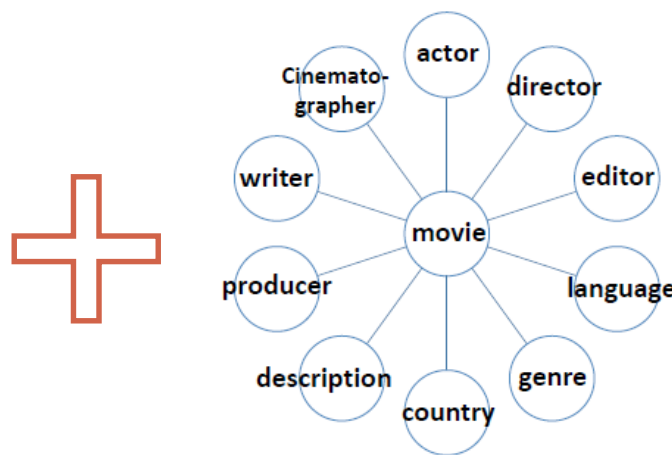 actor
Cinemato-
grapher
director
writer
editor
movie
producer
language
description
genre
country